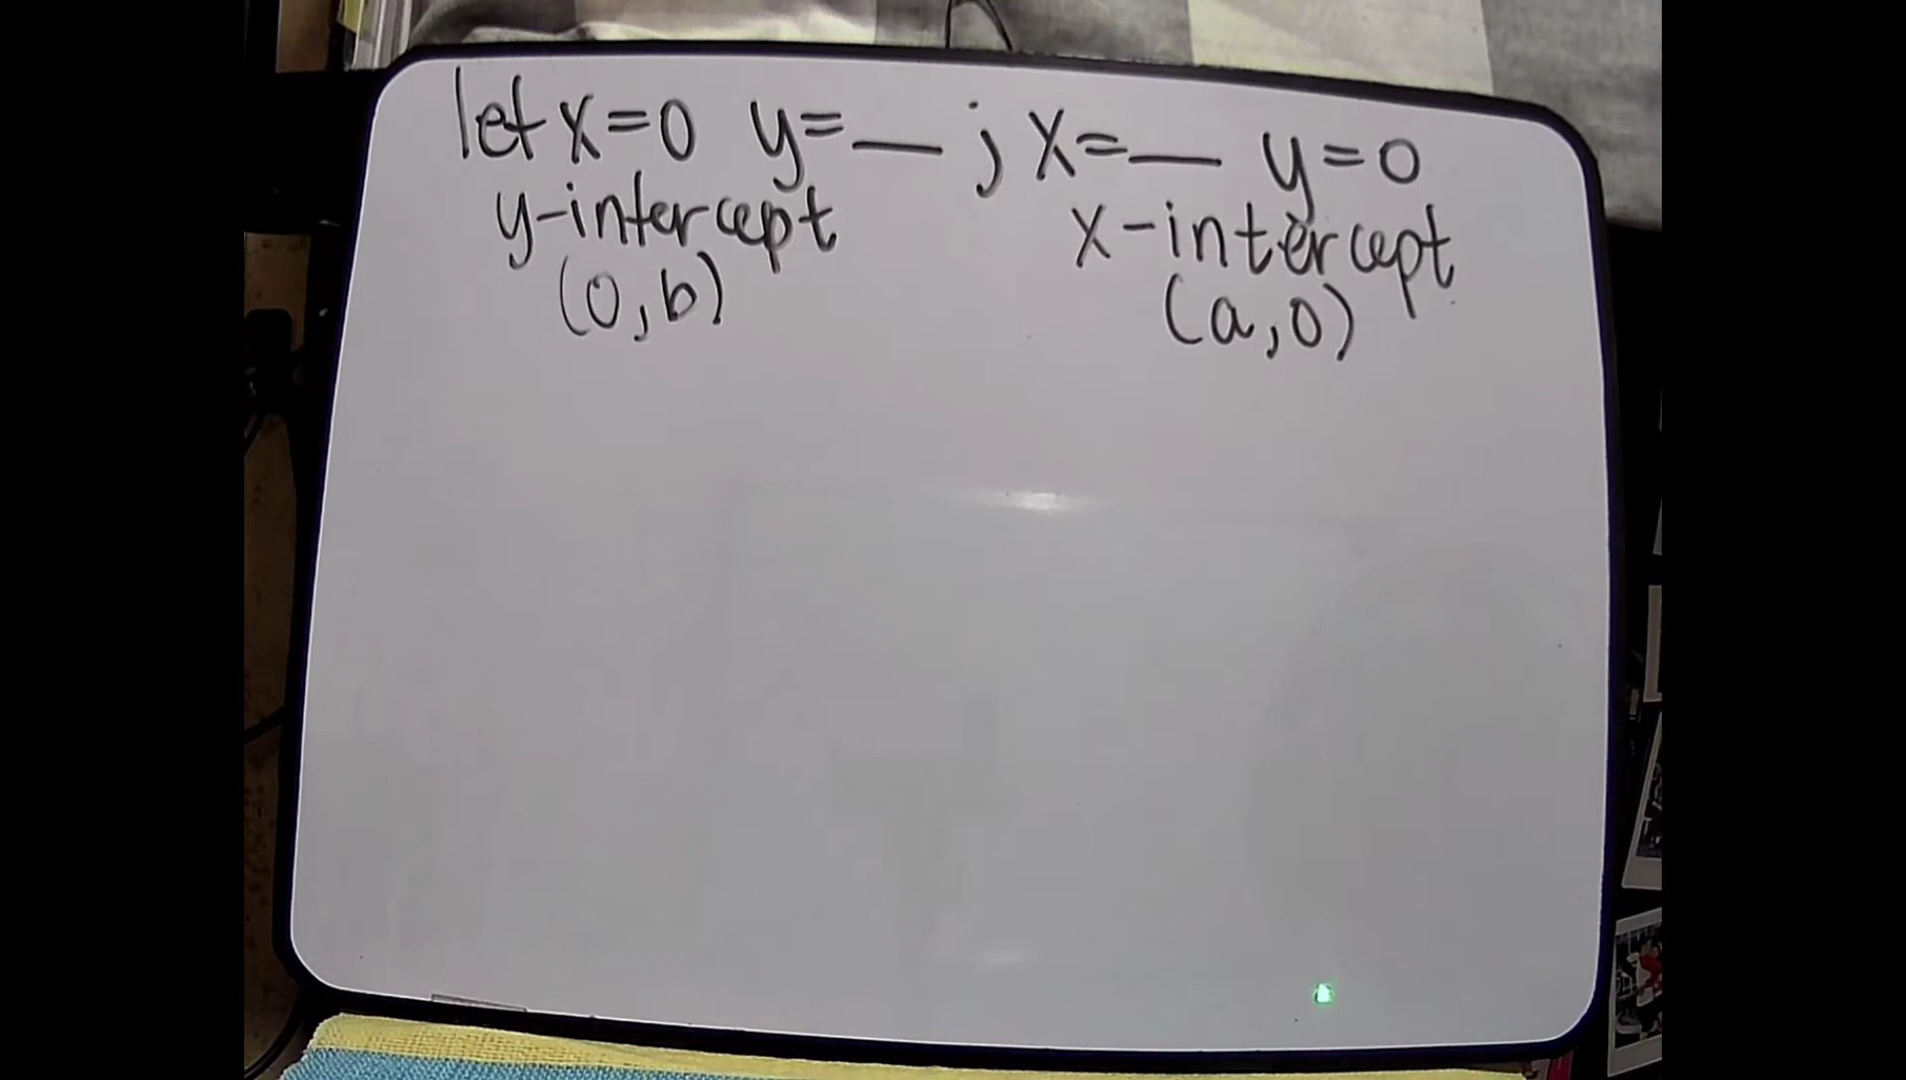 let x=0 y=__ ; x=__ y=0
y-intercept x-intercept
(0,b) (a,0)